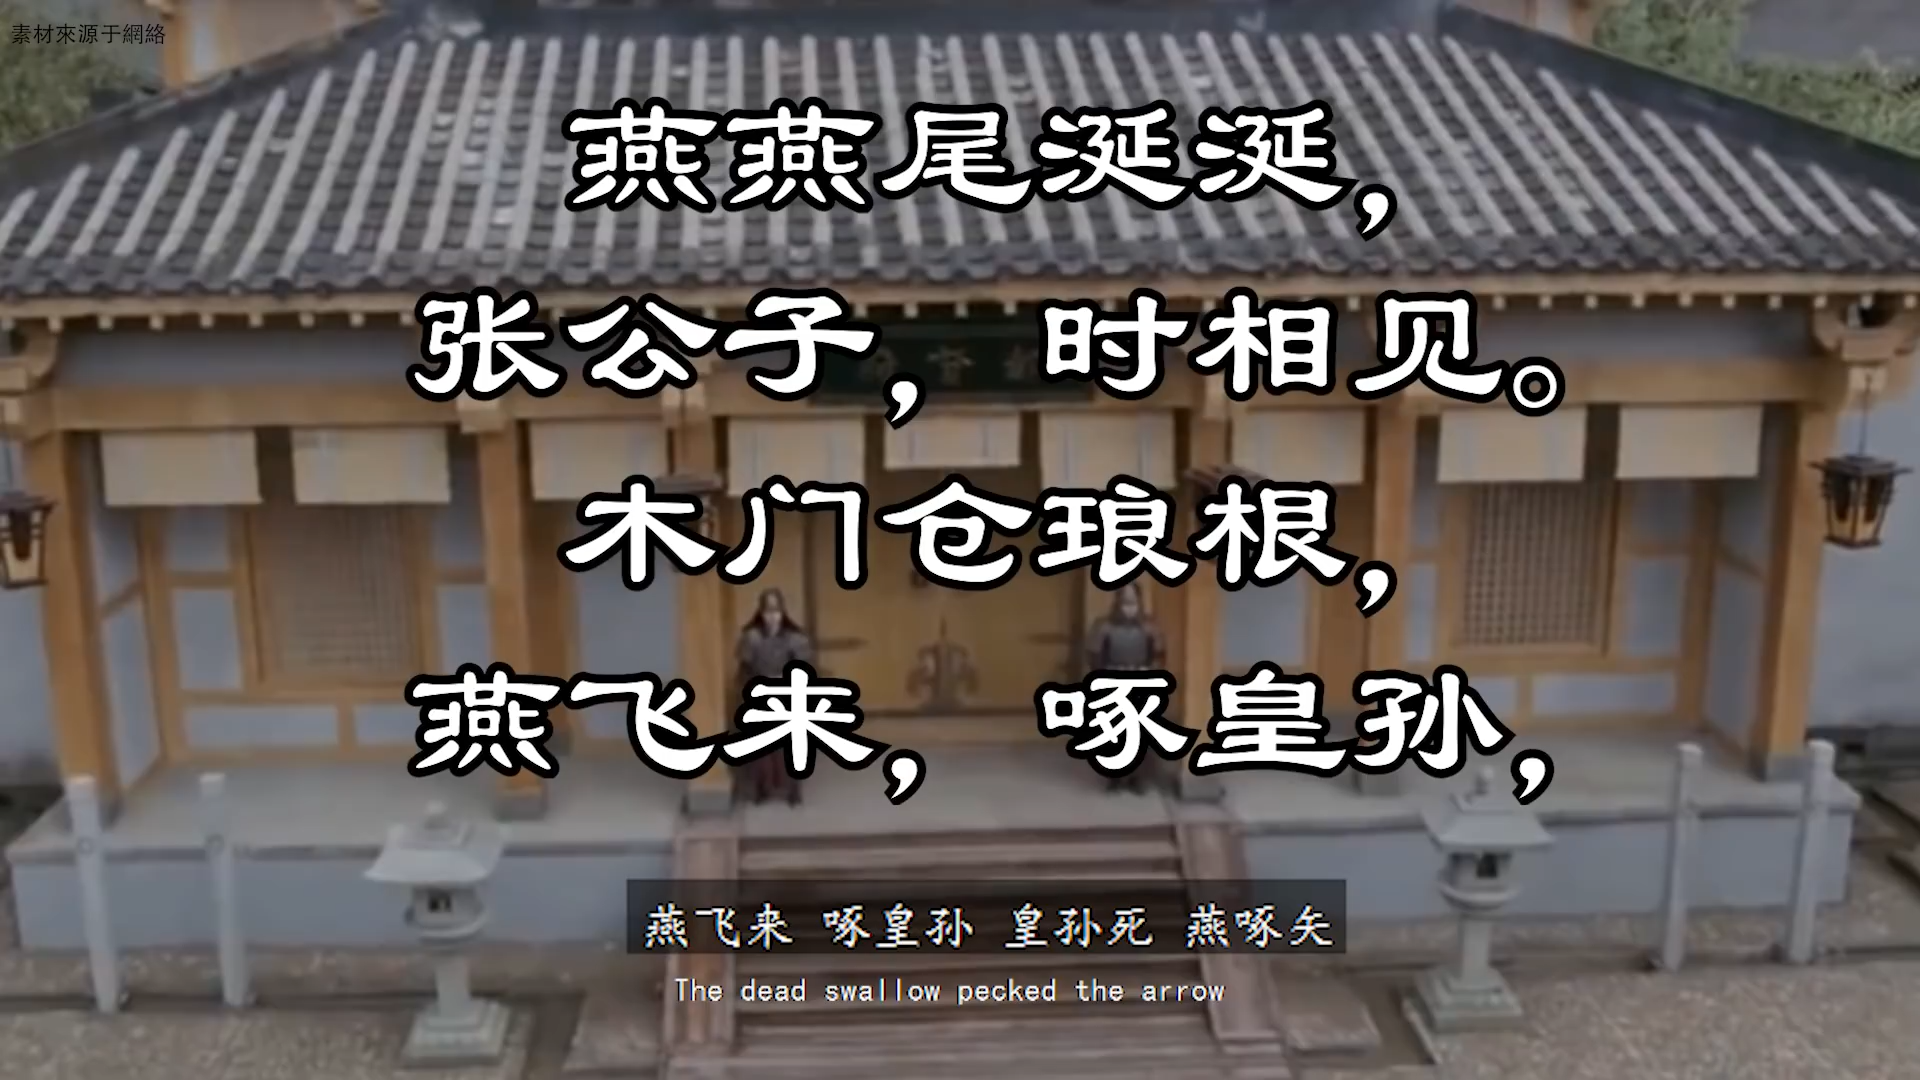 素材來源于網絡
燕燕尾涎涎，
张公子，时相见。
木门仓琅根，
燕飞来，啄皇孙，
燕飞来 啄皇孙 皇孙死 燕啄矢
The dead swallow pecked the arrow